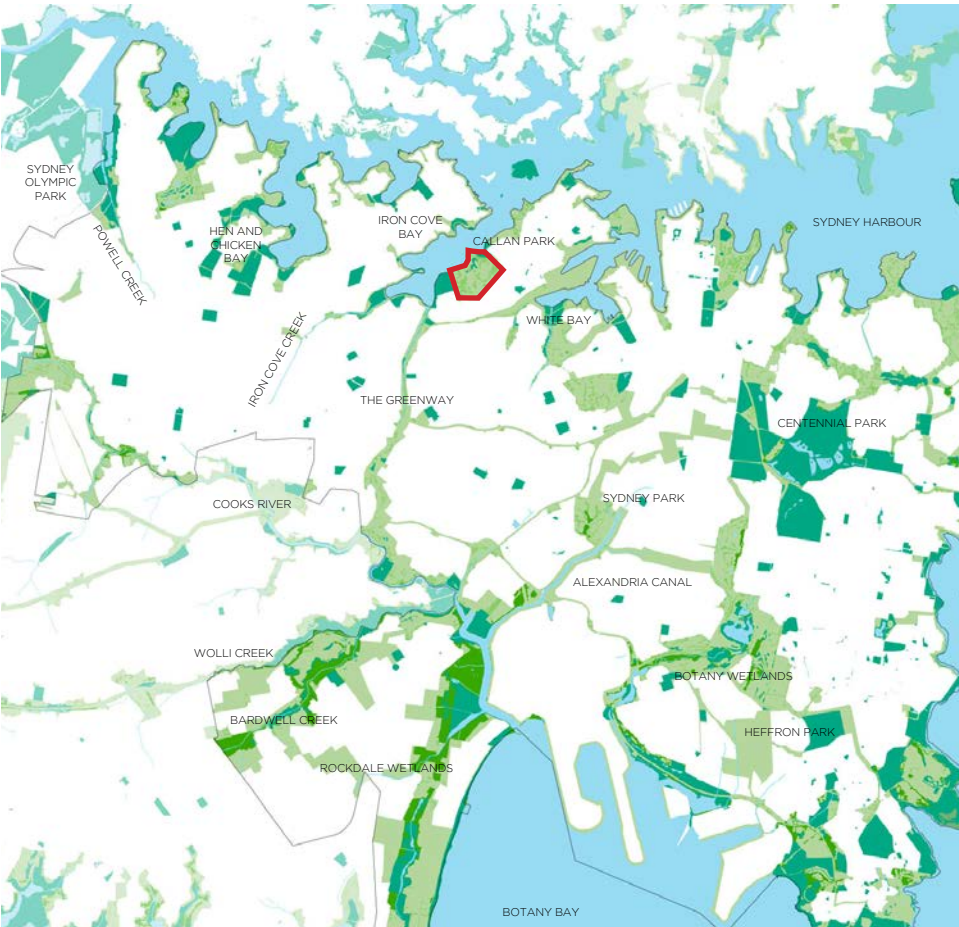 SYDNEY
OLYMPIC
PARK
POWELL CREEK
HEN AND
CHICKEN
BAY
IRON COVE
BAY
CALLAN PARK
SYDNEY HARBOUR
WHITE BAY
IRON COVE CREEK
THE GREENWAY
CENTENNIAL PARK
COOKS RIVER
SYDNEY PARK
ALEXANDRIA CANAL
WOLLI CREEK
BOTANY WETLANDS
BARDWELL CREEK
HEFFRON PARK
ROCKDALE WETLANDS
BOTANY BAY